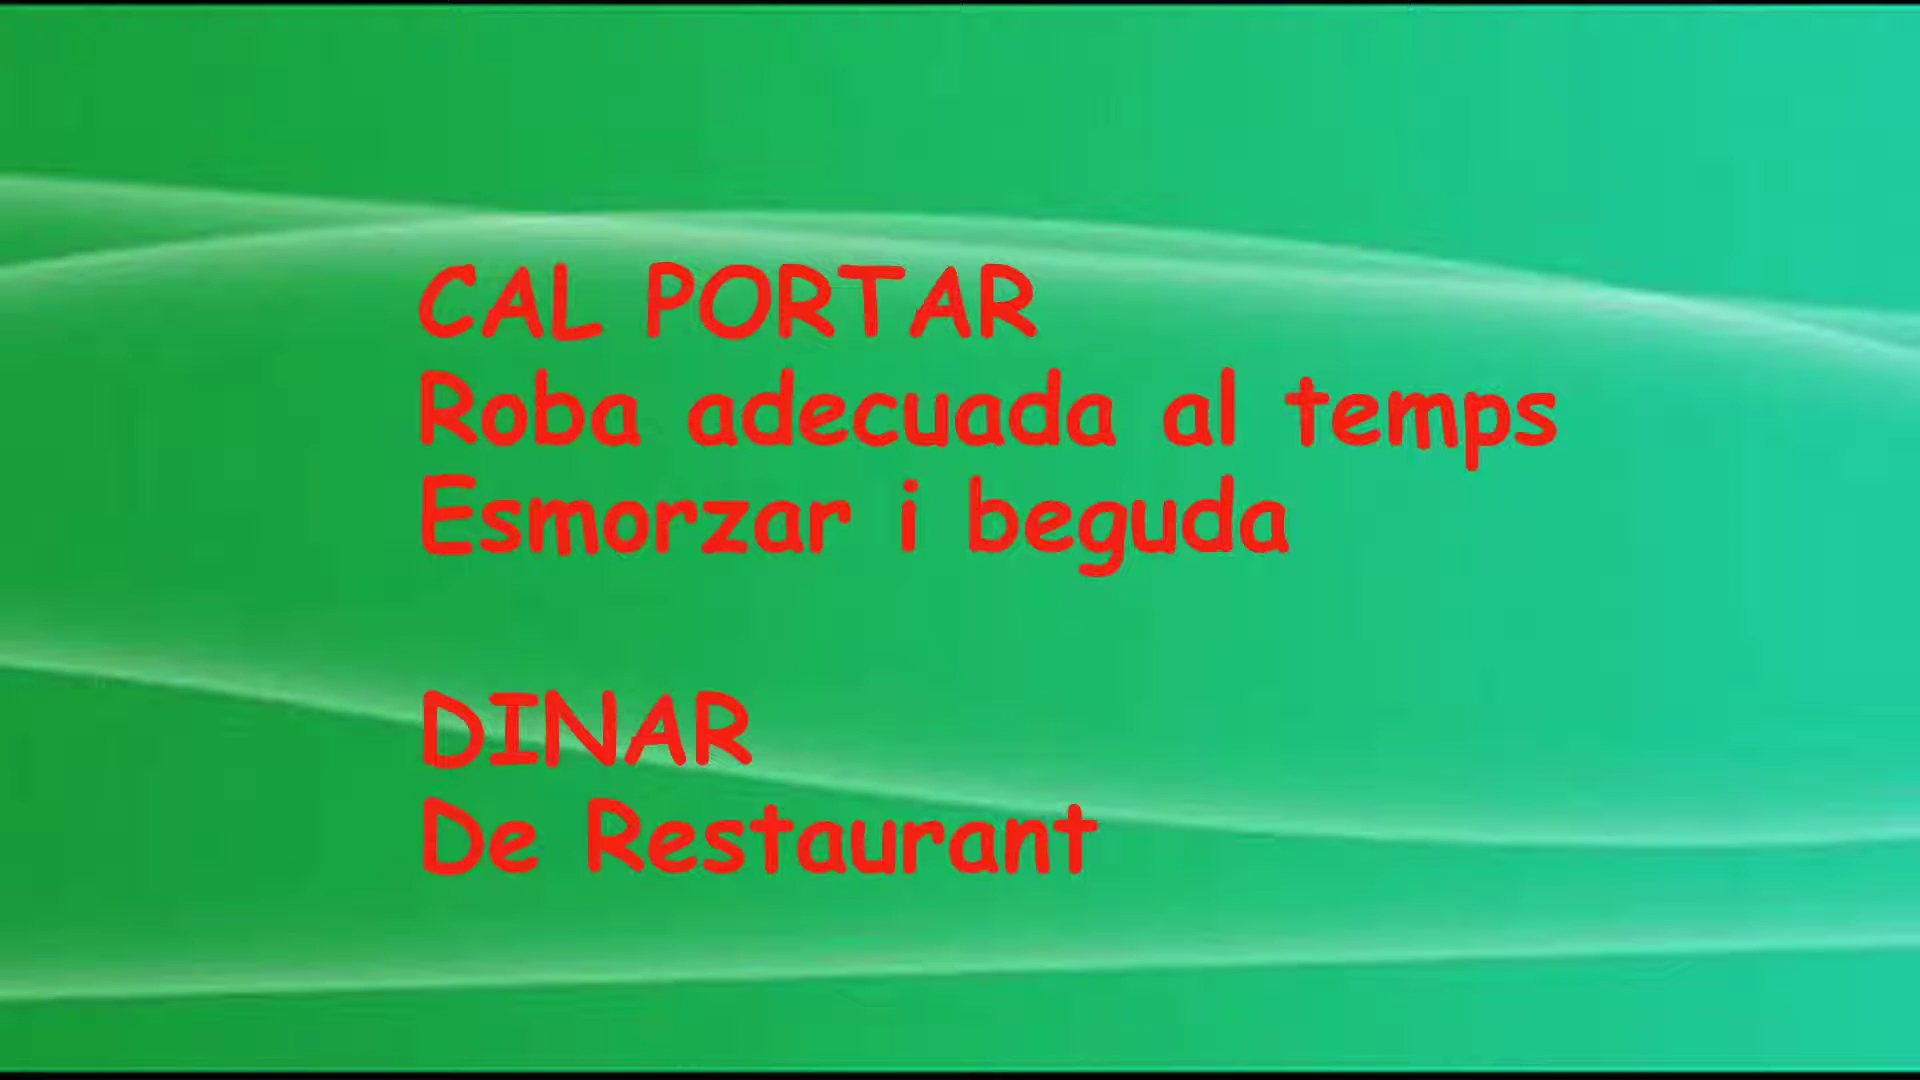 CAL PORTAR
Roba adecuada al temps
Esmorzar i beguda
DINAR
De Restaurant